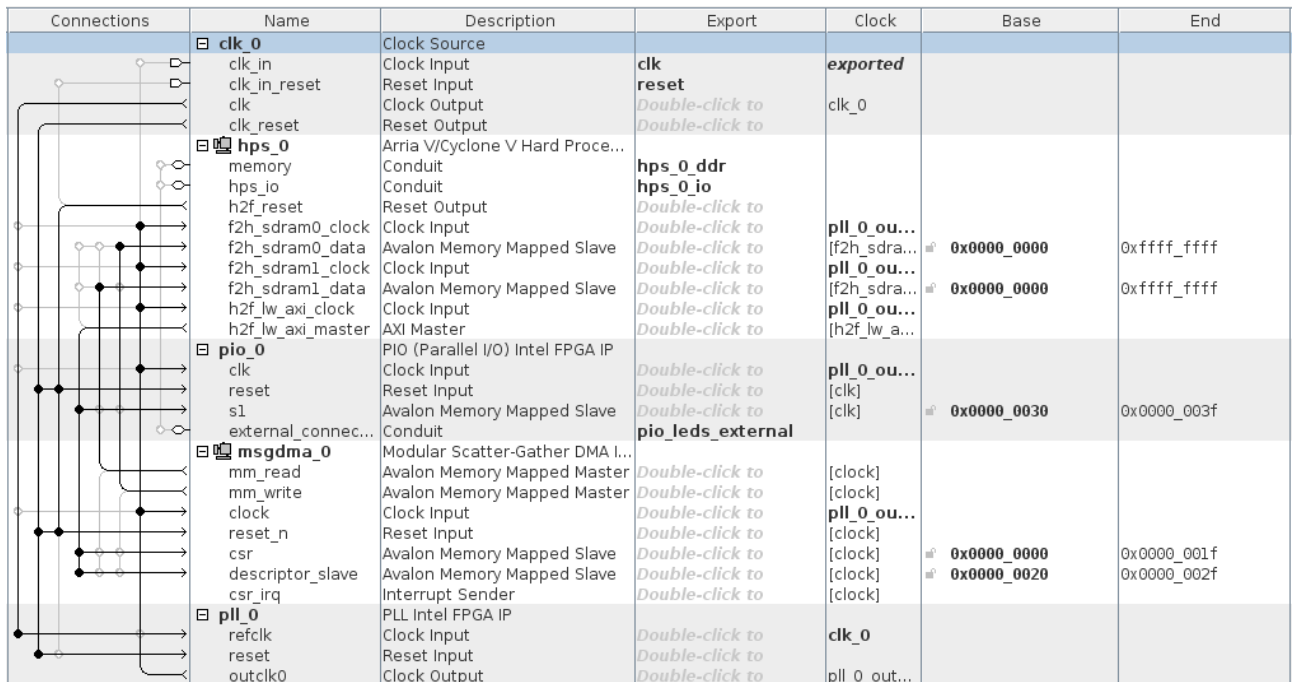 Connections Name Description Export Clock Base End
clk_0 Clock Source
clk_in Clock Input clk exported
clk_in_reset Reset Input reset
clk Clock Output Double-click to clk_0
clk_reset Reset Output Double-click to
hps_0 Arria V/Cyclone V Hard Proce...
memory Conduit hps_0_ddr
hps_io Conduit hps_0_io
h2f_reset Reset Output Double-click to
f2h_sdram0_clock Clock Input Double-click to pll_0_ou...
f2h_sdram0_data Avalon Memory Mapped Slave Double-click to [f2h_sdra... 0x0000_0000 0xffff_ffff
f2h_sdram1_clock Clock Input Double-click to pll_0_ou...
f2h_sdram1_data Avalon Memory Mapped Slave Double-click to [f2h_sdra... 0x0000_0000 0xffff_ffff
h2f_lw_axi_clock Clock Input Double-click to pll_0_ou...
h2f_lw_axi_master AXI Master Double-click to [h2f_lw_a...
pio_0 PIO (Parallel I/O) Intel FPGA IP
clk Clock Input Double-click to pll_0_ou...
reset Reset Input Double-click to [clk]
s1 Avalon Memory Mapped Slave Double-click to [clk] 0x0000_0030 0x0000_003f
external_connec... Conduit pio_leds_external
msgdma_0 Modular Scatter-Gather DMA I...
mm_read Avalon Memory Mapped Master Double-click to [clock]
mm_write Avalon Memory Mapped Master Double-click to [clock]
clock Clock Input Double-click to pll_0_ou...
reset_n Reset Input Double-click to [clock]
csr Avalon Memory Mapped Slave Double-click to [clock] 0x0000_0000 0x0000_001f
descriptor_slave Avalon Memory Mapped Slave Double-click to [clock] 0x0000_0020 0x0000_002f
csr_irq Interrupt Sender Double-click to [clock]
pll_0 PLL Intel FPGA IP
refclk Clock Input Double-click to clk_0
reset Reset Input Double-click to
outclk0 Clock Output Double-click to pll_0_out...